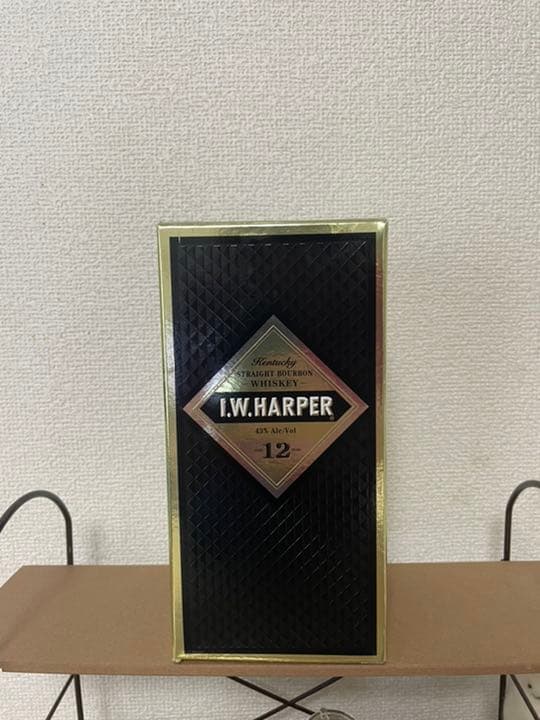 Kentucky
STRAIGHT BOURBON
WHISKEY
I.W.HARPER
43% Alc/Vol
12